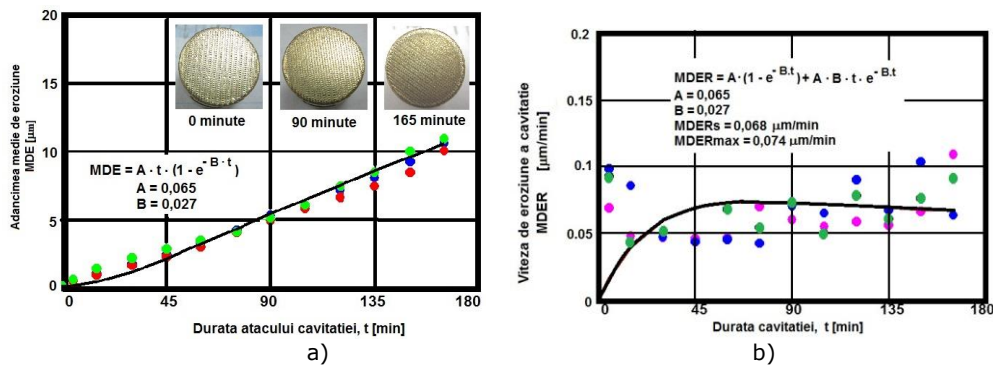 20
15
10
5
0
Adancimea medie de eroziune
MDE [µm]
0 minute 90 minute 165 minute
MDE = A · t · (1 - e^- B · t)
A = 0,065
B = 0,027
0 45 90 135 180
Durata atacului cavitatiei, t [min]
a)
0.2
0.15
0.1
0.05
0
Viteza de eroziune a cavitatie
MDER [µm/min]
MDER = A·(1 - e^- B.t) + A · B · t · e^- B.t
A = 0,065
B = 0,027
MDERs = 0,068 µm/min
MDERmax = 0,074 µm/min
0 45 90 135 180
Durata cavitatiei, t [min]
b)